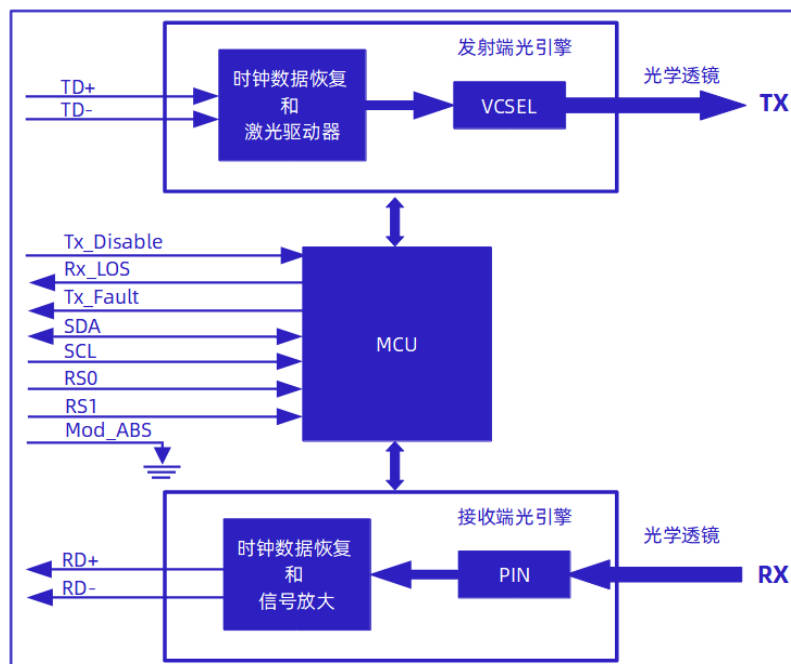 发射端光引擎
光学透镜
TD+
TD-
时钟数据恢复
和
激光驱动器
VCSEL
TX
Tx_Disable
Rx_LOS
Tx_Fault
SDA
SCL
RS0
RS1
Mod_ABS
MCU
接收端光引擎
光学透镜
RD+
RD-
时钟数据恢复
和
信号放大
PIN
RX